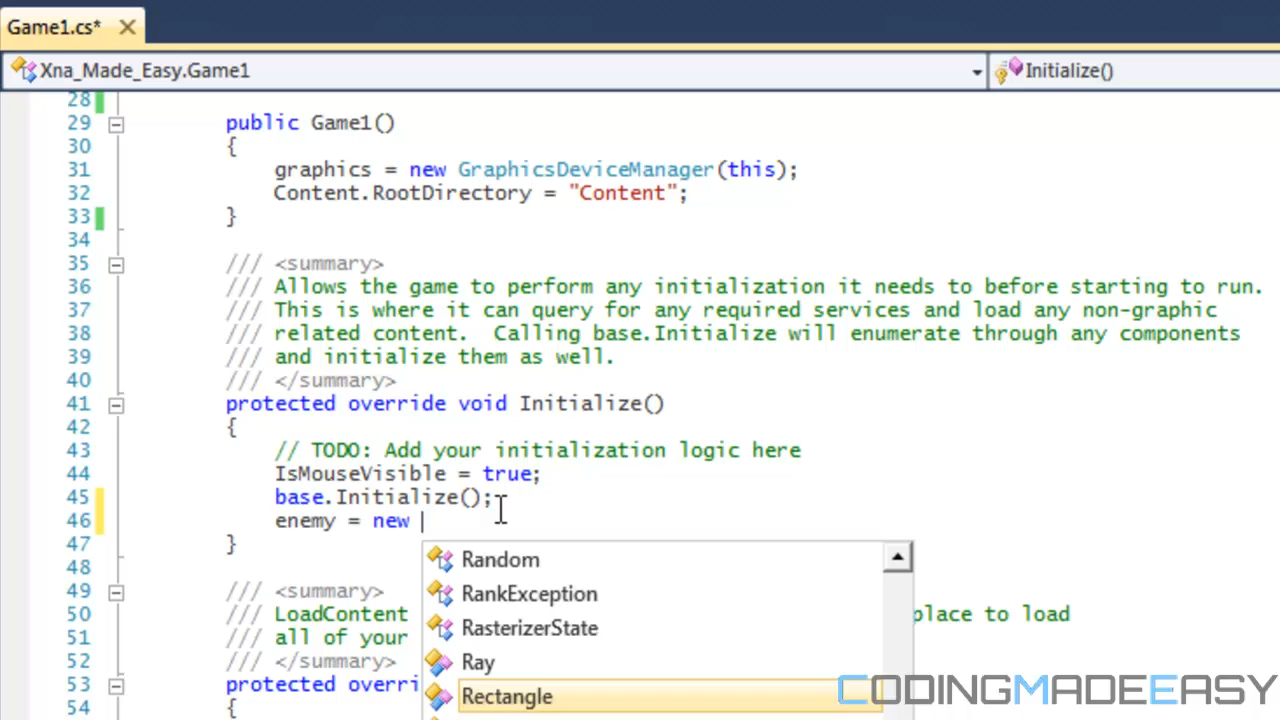 Game1.cs*
Xna_Made_Easy.Game1 Initialize()
28
29 public Game1()
30 {
31 graphics = new GraphicsDeviceManager(this);
32 Content.RootDirectory = "Content";
33 }
34
35 /// <summary>
36 /// Allows the game to perform any initialization it needs to before starting to run.
37 /// This is where it can query for any required services and load any non-graphic
38 /// related content.  Calling base.Initialize will enumerate through any components
39 /// and initialize them as well.
40 /// </summary>
41 protected override void Initialize()
42 {
43 // TODO: Add your initialization logic here
44 IsMouseVisible = true;
45 base.Initialize();
46 enemy = new
47 }
48
49 /// <summary>
50 /// LoadContent place to load
51 /// all of your
52 /// </summary>
53 protected overri
54 {
Random
RankException
RasterizerState
Ray
Rectangle
CODINGMADEEASY